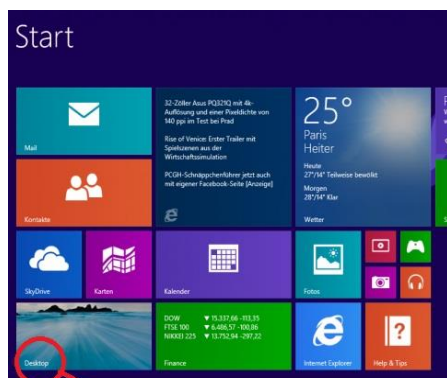 Start
Mail
32-Zöller Asus PQ321Q mit 4k-
Auflösung und einer Pixeldichte von
140 ppi im Test bei Prad
Rise of Venice: Erster Trailer mit
Spielszenen aus der
Wirtschaftssimulation
PCGH-Schnäppchenführer jetzt auch
mit eigener Facebook-Seite [Anzeige]
25°
Paris
Heiter
Heute
27°/14° Teilweise bewölkt
Morgen
28°/14° Klar
Wetter
Kontakte
SkyDrive
Karten
Kalender
Fotos
Desktop
DOW ▼ 15.337,66 -113,35
FTSE 100 ▼ 6.486,57 -100,86
NIKKEI 225 ▼ 13.752,94 -297,22
Finance
Internet Explorer
Help & Tips